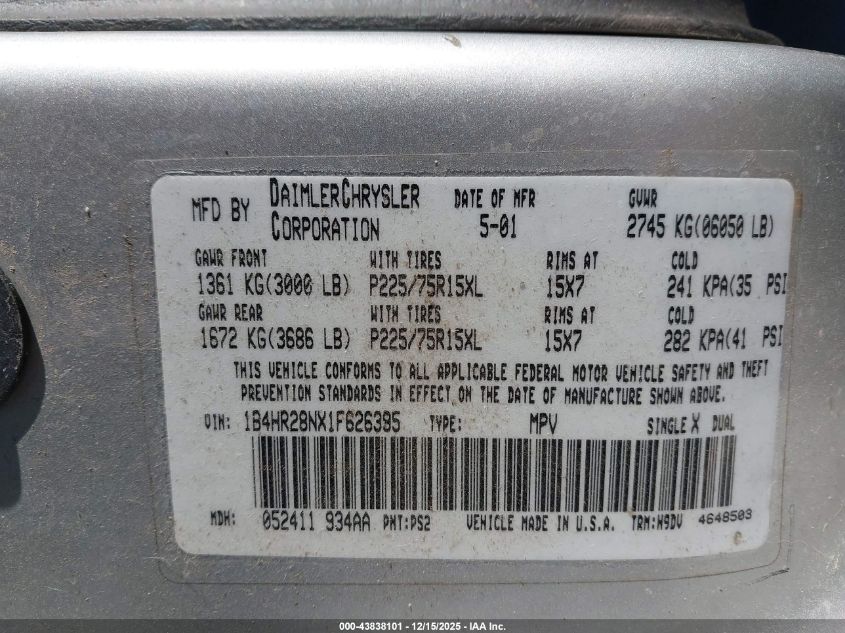 MFD BY DAIMLERCHRYSLER CORPORATION DATE OF MFR 5-01 GVWR 2745 KG(06050 LB)
GAWR FRONT WITH TIRES RIMS AT COLD
1361 KG(3000 LB) P225/75R15XL 15X7 241 KPA(35 PSI
GAWR REAR WITH TIRES RIMS AT COLD
1672 KG(3686 LB) P225/75R15XL 15X7 282 KPA(41 PSI
THIS VEHICLE CONFORMS TO ALL APPLICABLE FEDERAL MOTOR VEHICLE SAFETY AND THEFT
PREVENTION STANDARDS IN EFFECT ON THE DATE OF MANUFACTURE SHOWN ABOVE.
VIN: 1B4HR28NX1F626395 TYPE: MPV SINGLE X DUAL
MDH: 052411 934AA PNT:PS2 VEHICLE MADE IN U.S.A. TRM:W9DV 4648503
000-43838101 - 12/15/2025 - IAA Inc.